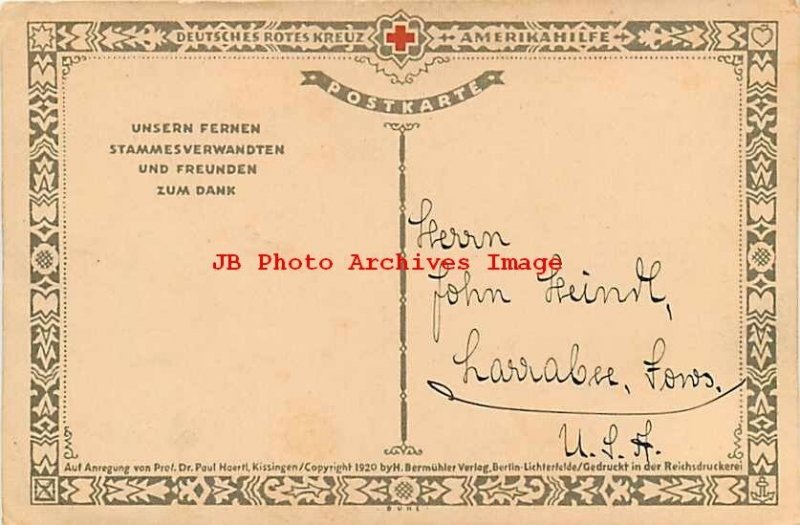 DEUTSCHES ROTES KREUZ AMERIKAHILFE
POSTKARTE
UNSERN FERNEN
STAMMESVERWANDTEN
UND FREUNDEN
ZUM DANK
Herrn
JB Photo Archives Image
John Heindl,
Larrabee, Iowa.
U.S.A.
Auf Anregung von Prof. Dr. Paul Haertl, Kissingen/Copyright 1920 by H. Bermühler Verlag, Berlin-Lichterfelde/Gedruckt in der Reichsdruckerei